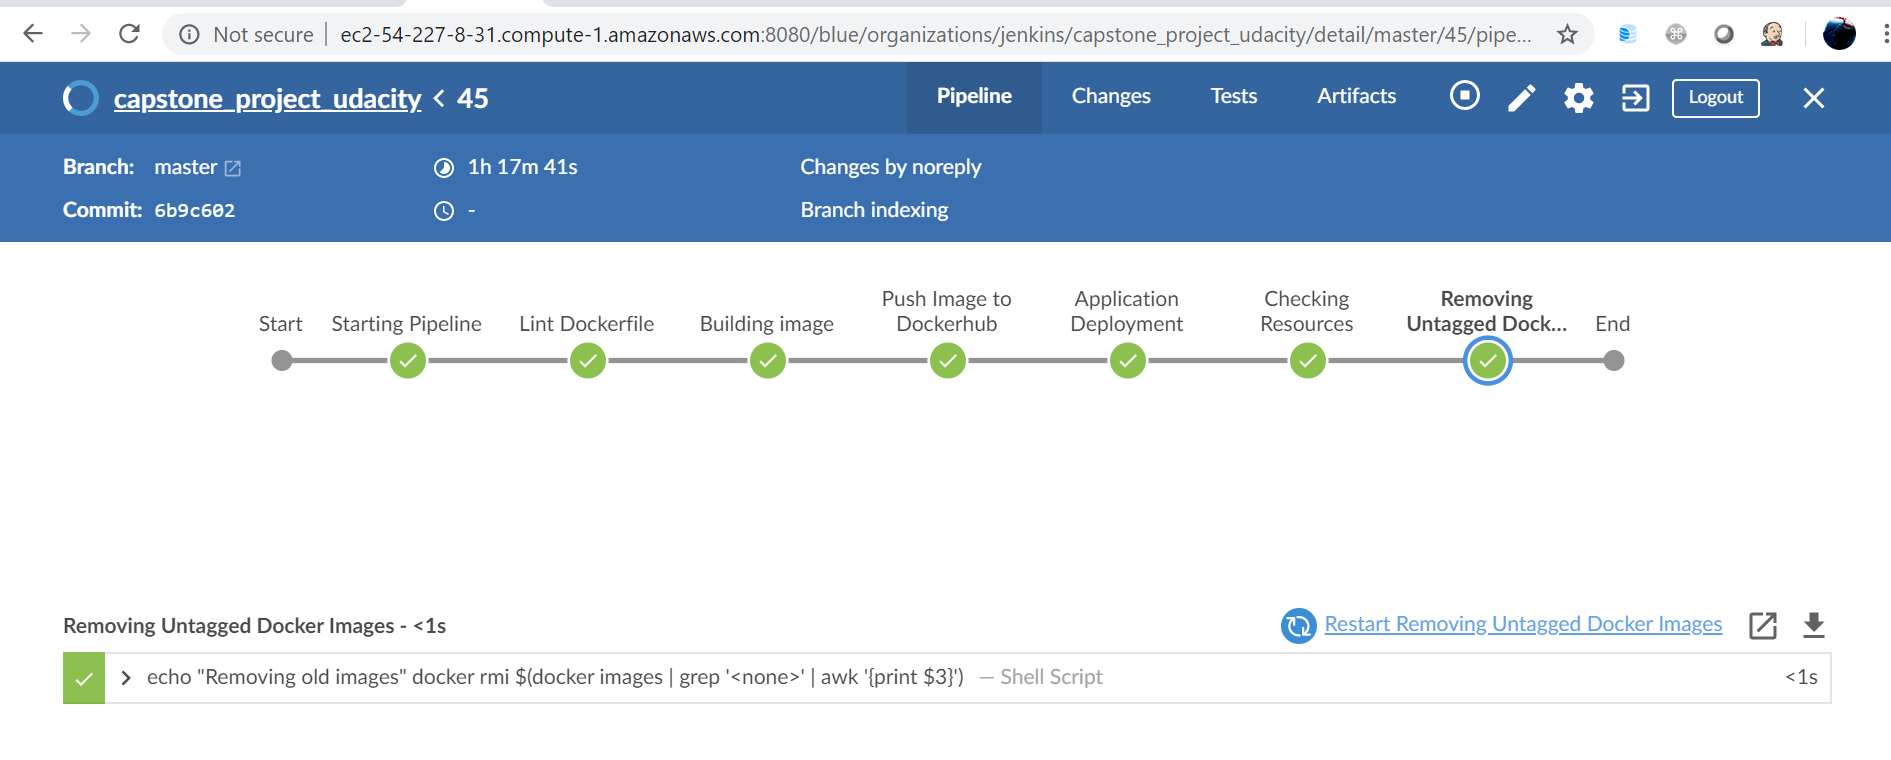 Not secure | ec2-54-227-8-31.compute-1.amazonaws.com:8080/blue/organizations/jenkins/capstone_project_udacity/detail/master/45/pipe...
capstone_project_udacity < 45
Pipeline Changes Tests Artifacts Logout
Branch: master 1h 17m 41s Changes by noreply
Commit: 6b9c602 - Branch indexing
Start Starting Pipeline Lint Dockerfile Building image Push Image to Dockerhub Application Deployment Checking Resources Removing Untagged Dock... End
Removing Untagged Docker Images - <1s Restart Removing Untagged Docker Images
echo "Removing old images" docker rmi $(docker images | grep '<none>' | awk '{print $3}') — Shell Script <1s